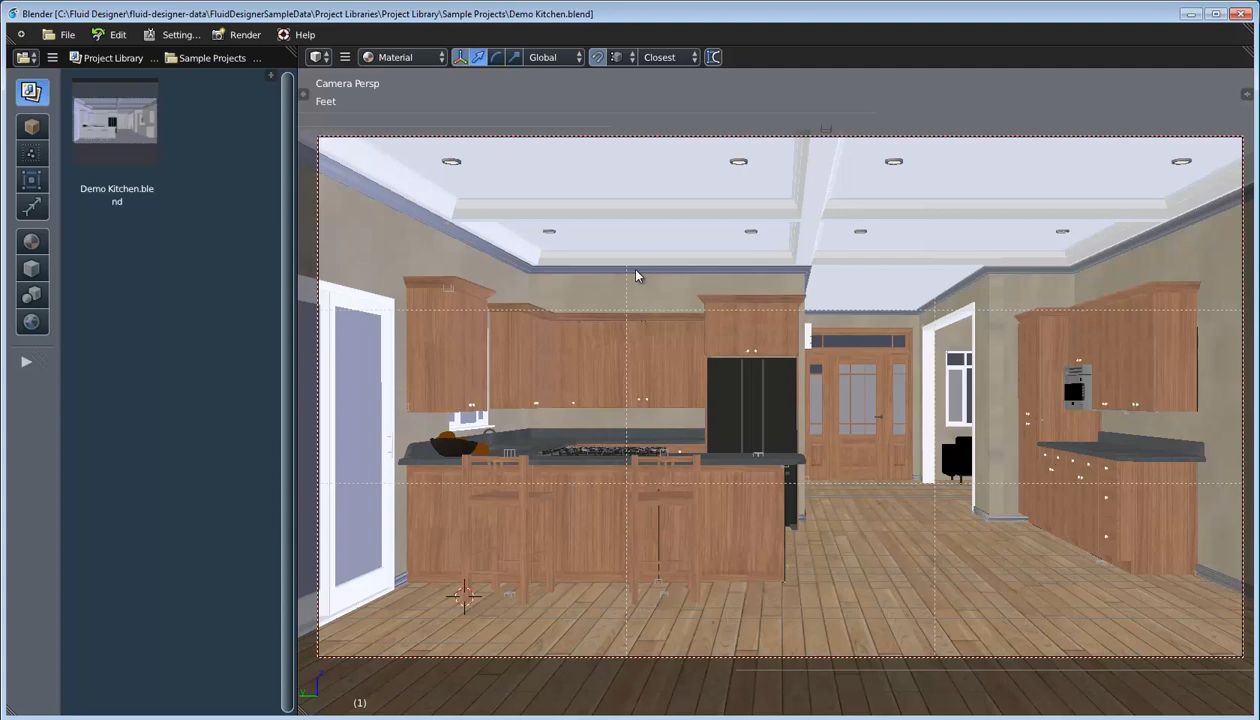 Blender [C:\Fluid Designer\fluid-designer-data\FluidDesignerSampleData\Project Libraries\Project Library\Sample Projects\Demo Kitchen.blend]
File Edit Setting... Render Help
Project Library ... Sample Projects ... Material Global Closest
Camera Persp
Feet
Demo Kitchen.ble
nd
(1)